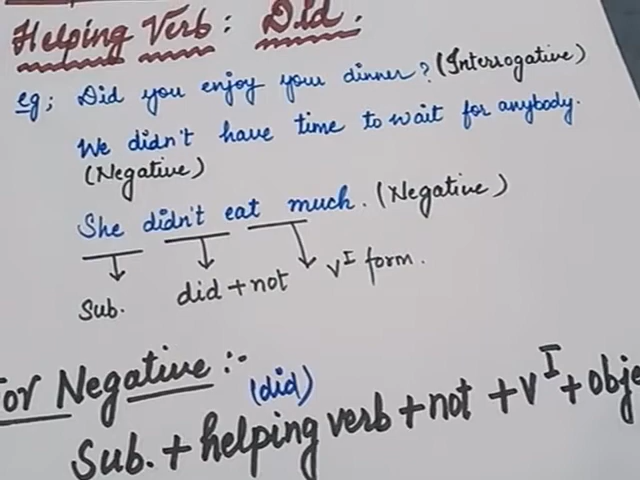 Helping Verb: Did.
eg; Did you enjoy your dinner? (Interrogative)
We didn't have time to wait for anybody.
(Negative)
She didn't eat much. (Negative)
Sub. did + not V^I form.
For Negative :-
(did)
Sub. + helping verb + not + V^I + obje